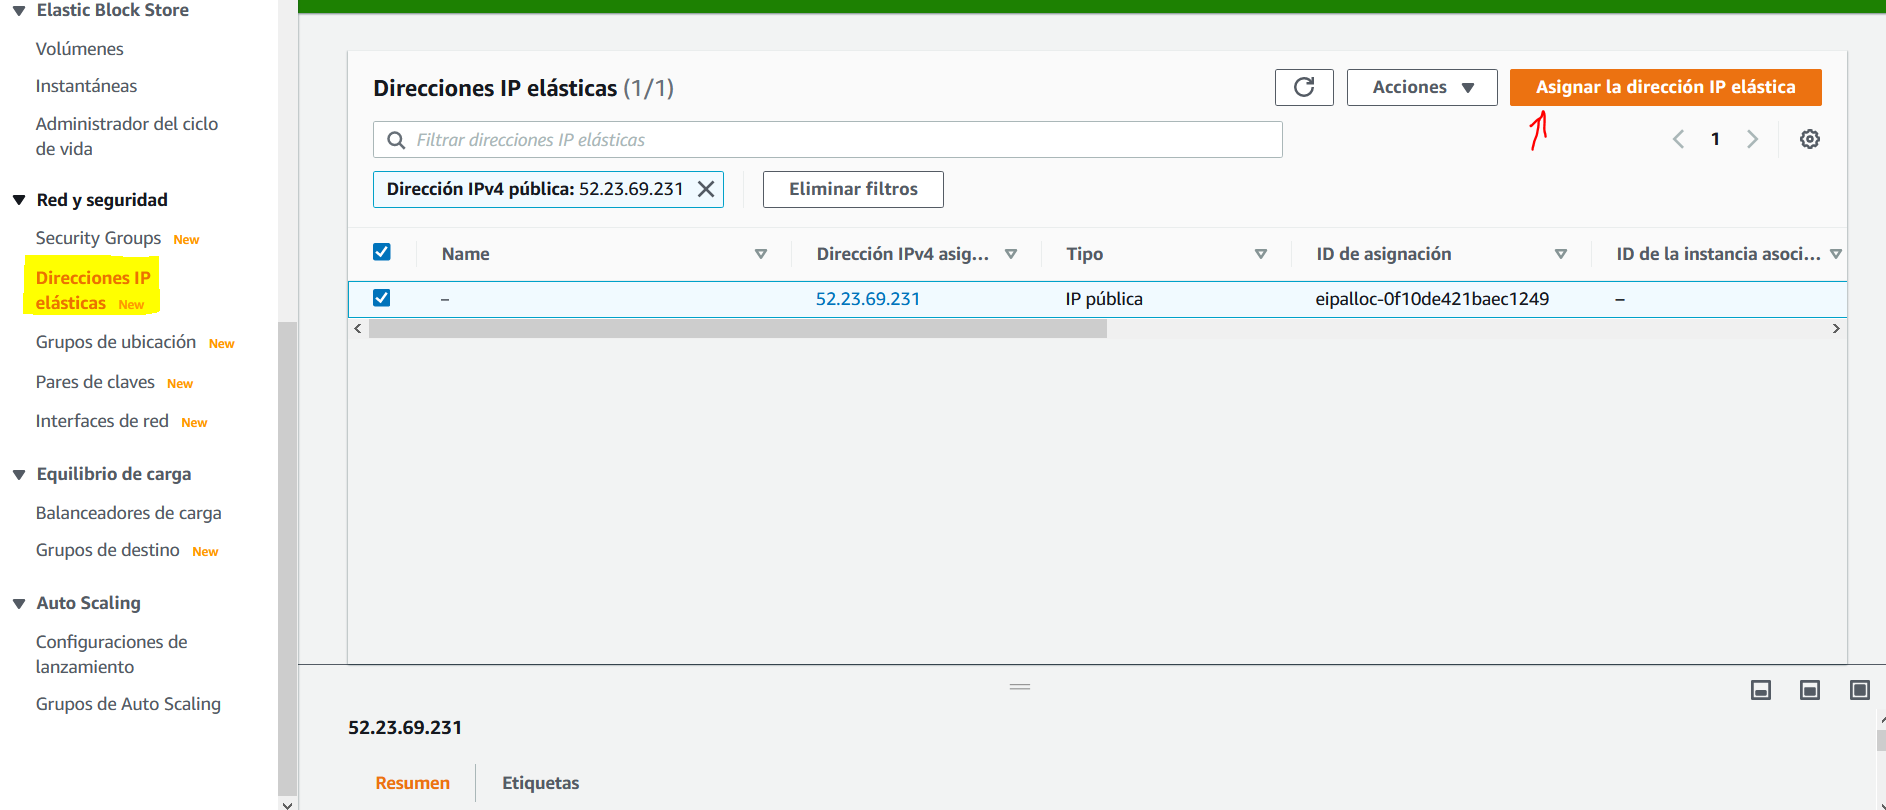 Elastic Block Store
Volúmenes
Instantáneas
Administrador del ciclo
de vida
Red y seguridad
Security Groups New
Direcciones IP
elásticas New
Grupos de ubicación New
Pares de claves New
Interfaces de red New
Equilibrio de carga
Balanceadores de carga
Grupos de destino New
Auto Scaling
Configuraciones de
lanzamiento
Grupos de Auto Scaling
Direcciones IP elásticas (1/1)
Acciones
Asignar la dirección IP elástica
Filtrar direcciones IP elásticas
1
Dirección IPv4 pública: 52.23.69.231
Eliminar filtros
Name Dirección IPv4 asig... Tipo ID de asignación ID de la instancia asoci...
– 52.23.69.231 IP pública eipalloc-0f10de421baec1249 –
52.23.69.231
Resumen Etiquetas